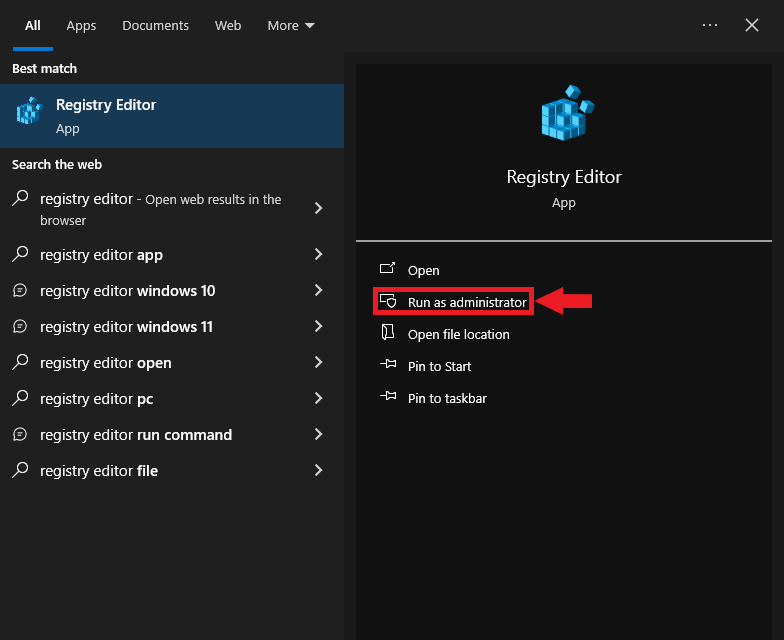 All Apps Documents Web More
Best match
Registry Editor
App
Search the web
registry editor - Open web results in the
browser
registry editor app
registry editor windows 10
registry editor windows 11
registry editor open
registry editor pc
registry editor run command
registry editor file
Registry Editor
App
Open
Run as administrator
Open file location
Pin to Start
Pin to taskbar